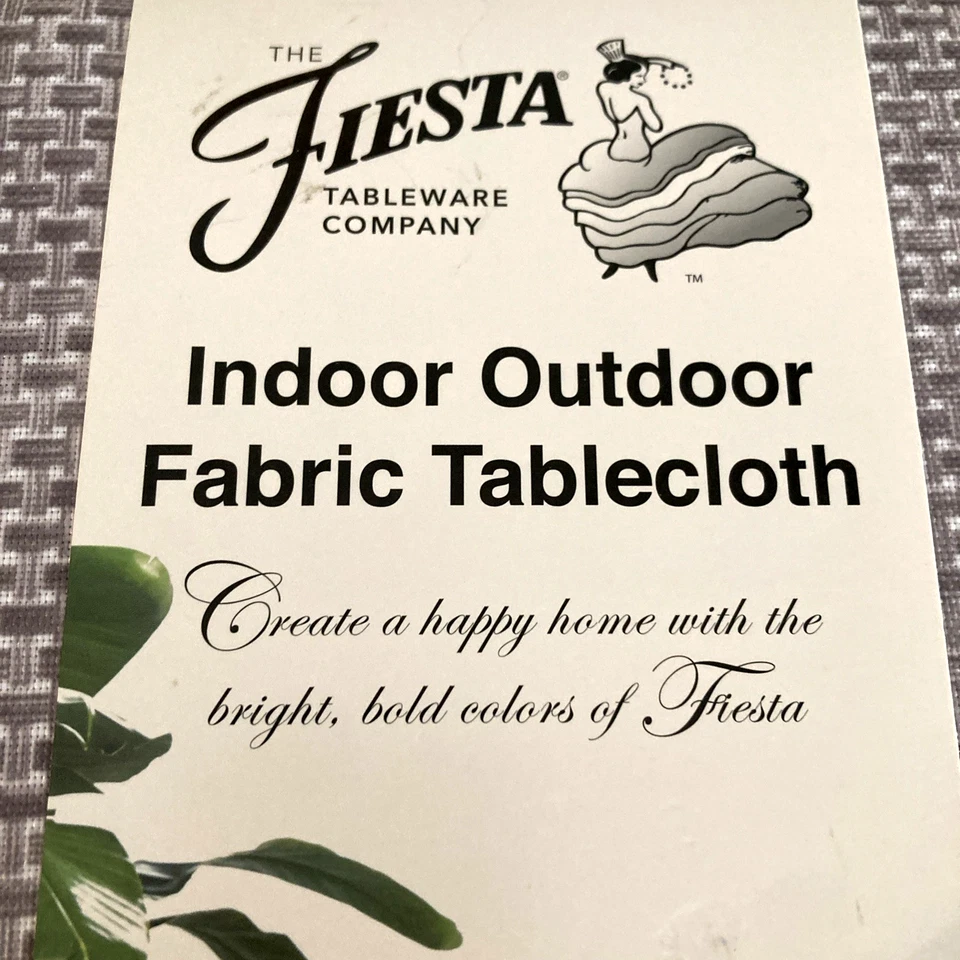 THE
FIESTA®
TABLEWARE
COMPANY
TM
Indoor Outdoor
Fabric Tablecloth
Create a happy home with the
bright, bold colors of Fiesta